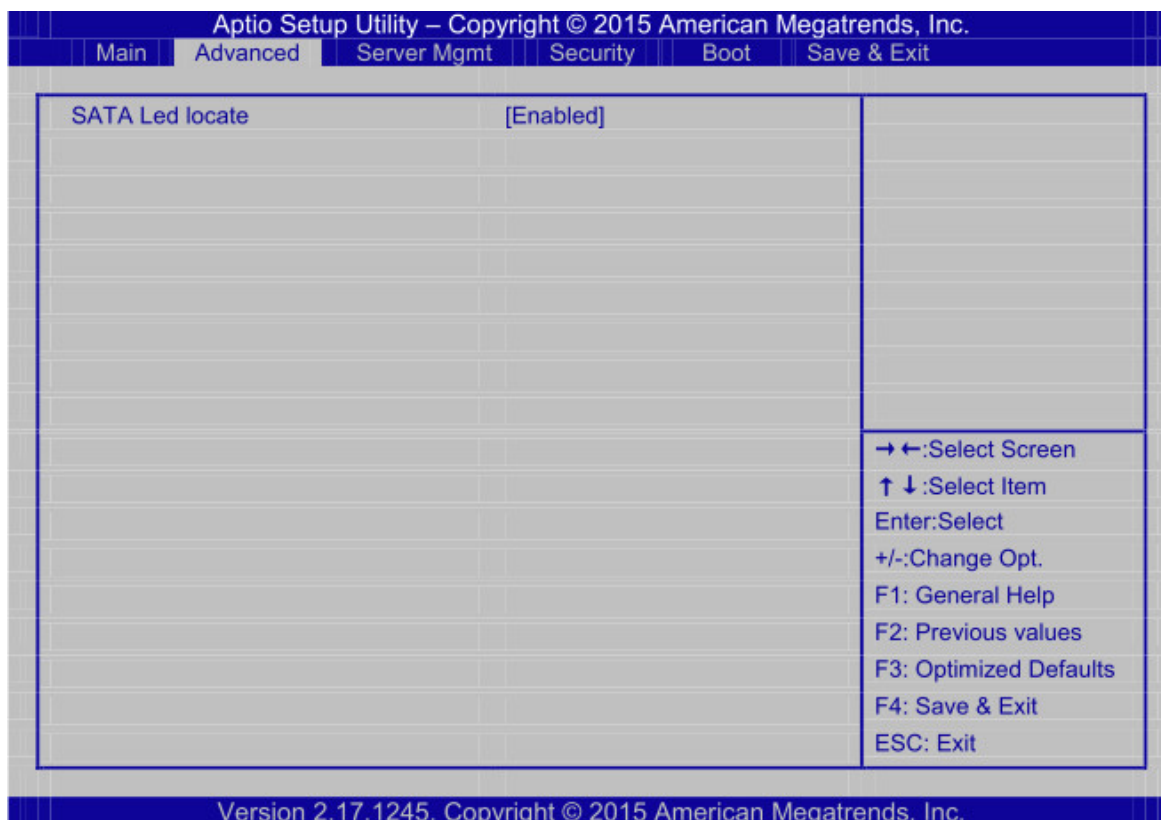 Aptio Setup Utility – Copyright © 2015 American Megatrends, Inc.
Main Advanced Server Mgmt Security Boot Save & Exit
SATA Led locate [Enabled]
→←:Select Screen
↑↓:Select Item
Enter:Select
+/-:Change Opt.
F1: General Help
F2: Previous values
F3: Optimized Defaults
F4: Save & Exit
ESC: Exit
Version 2.17.1245. Copyright © 2015 American Megatrends, Inc.